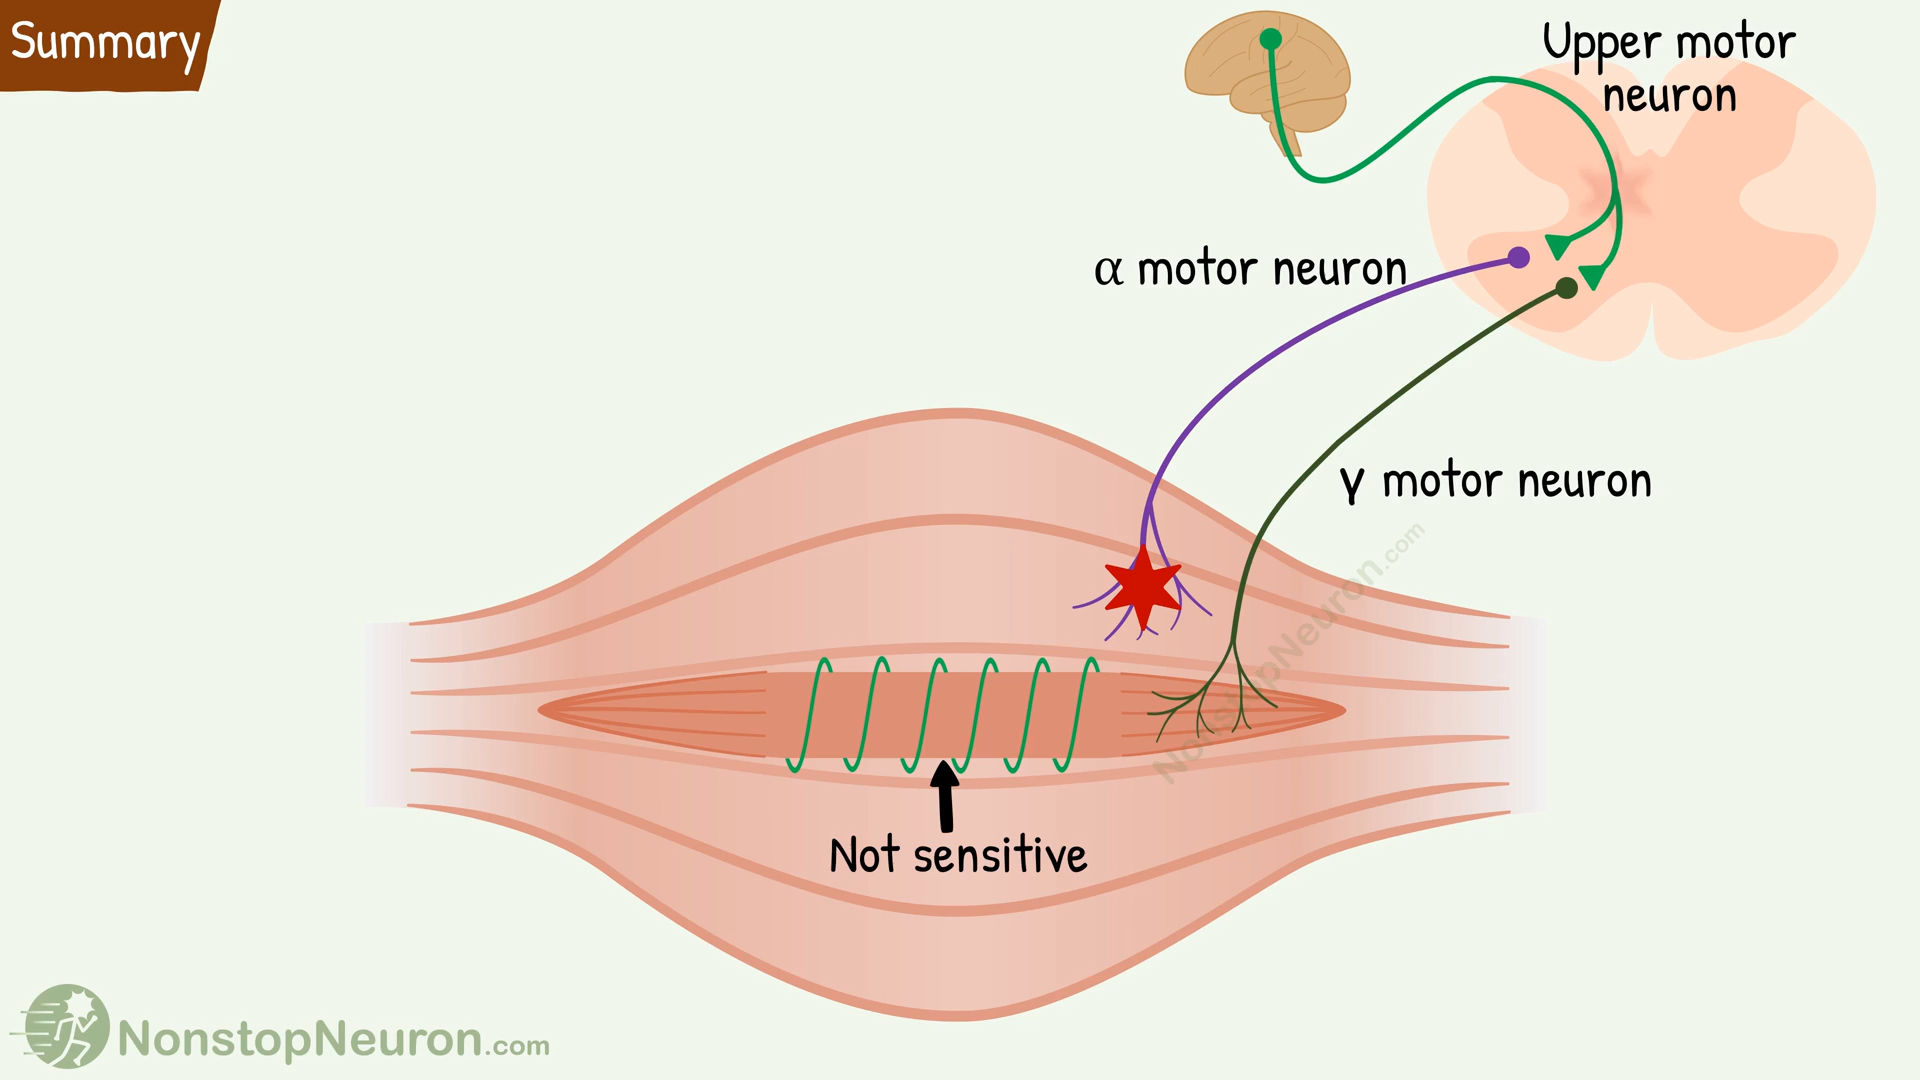 Summary
Upper motor
neuron
α motor neuron
γ motor neuron
NonstopNeuron.com
Not sensitive
NonstopNeuron.com